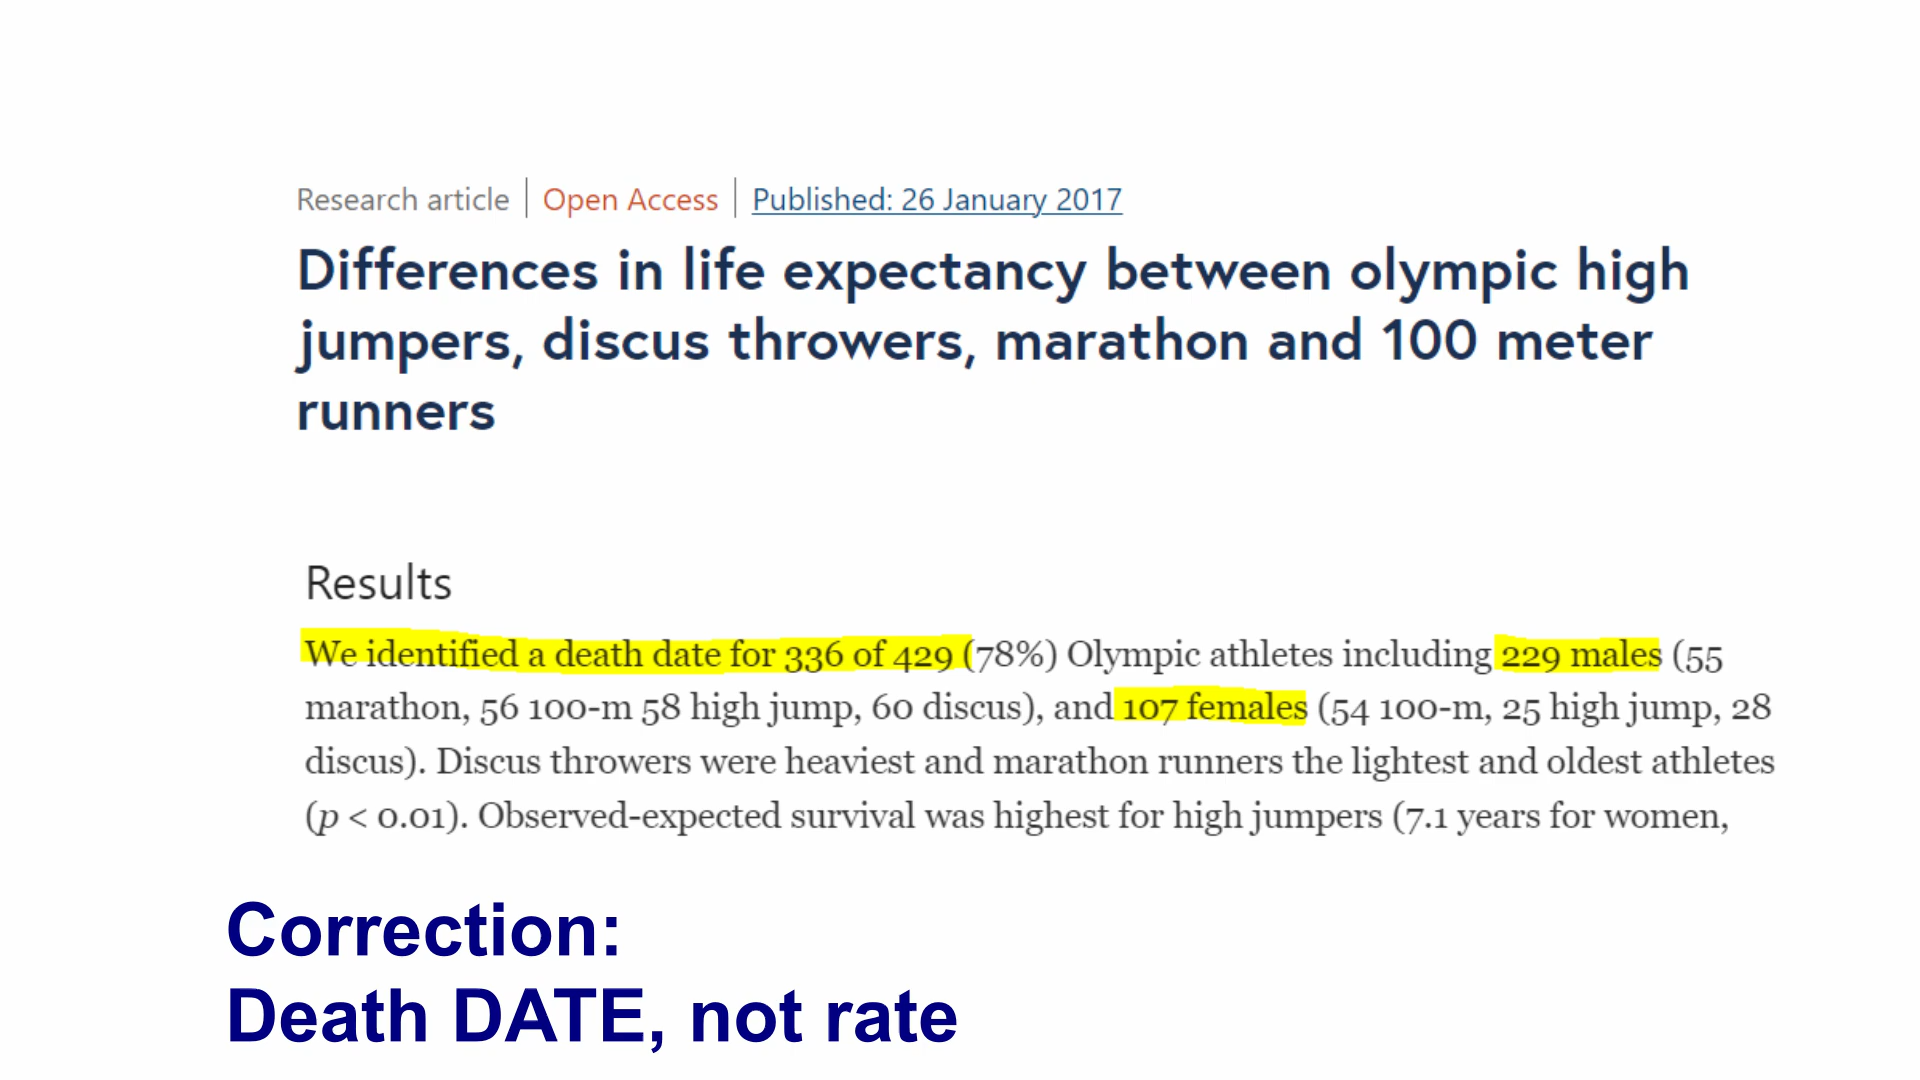 Research article | Open Access | Published: 26 January 2017
Differences in life expectancy between olympic high
jumpers, discus throwers, marathon and 100 meter
runners
Results
We identified a death date for 336 of 429 (78%) Olympic athletes including 229 males (55
marathon, 56 100-m 58 high jump, 60 discus), and 107 females (54 100-m, 25 high jump, 28
discus). Discus throwers were heaviest and marathon runners the lightest and oldest athletes
(p < 0.01). Observed-expected survival was highest for high jumpers (7.1 years for women,
Correction:
Death DATE, not rate